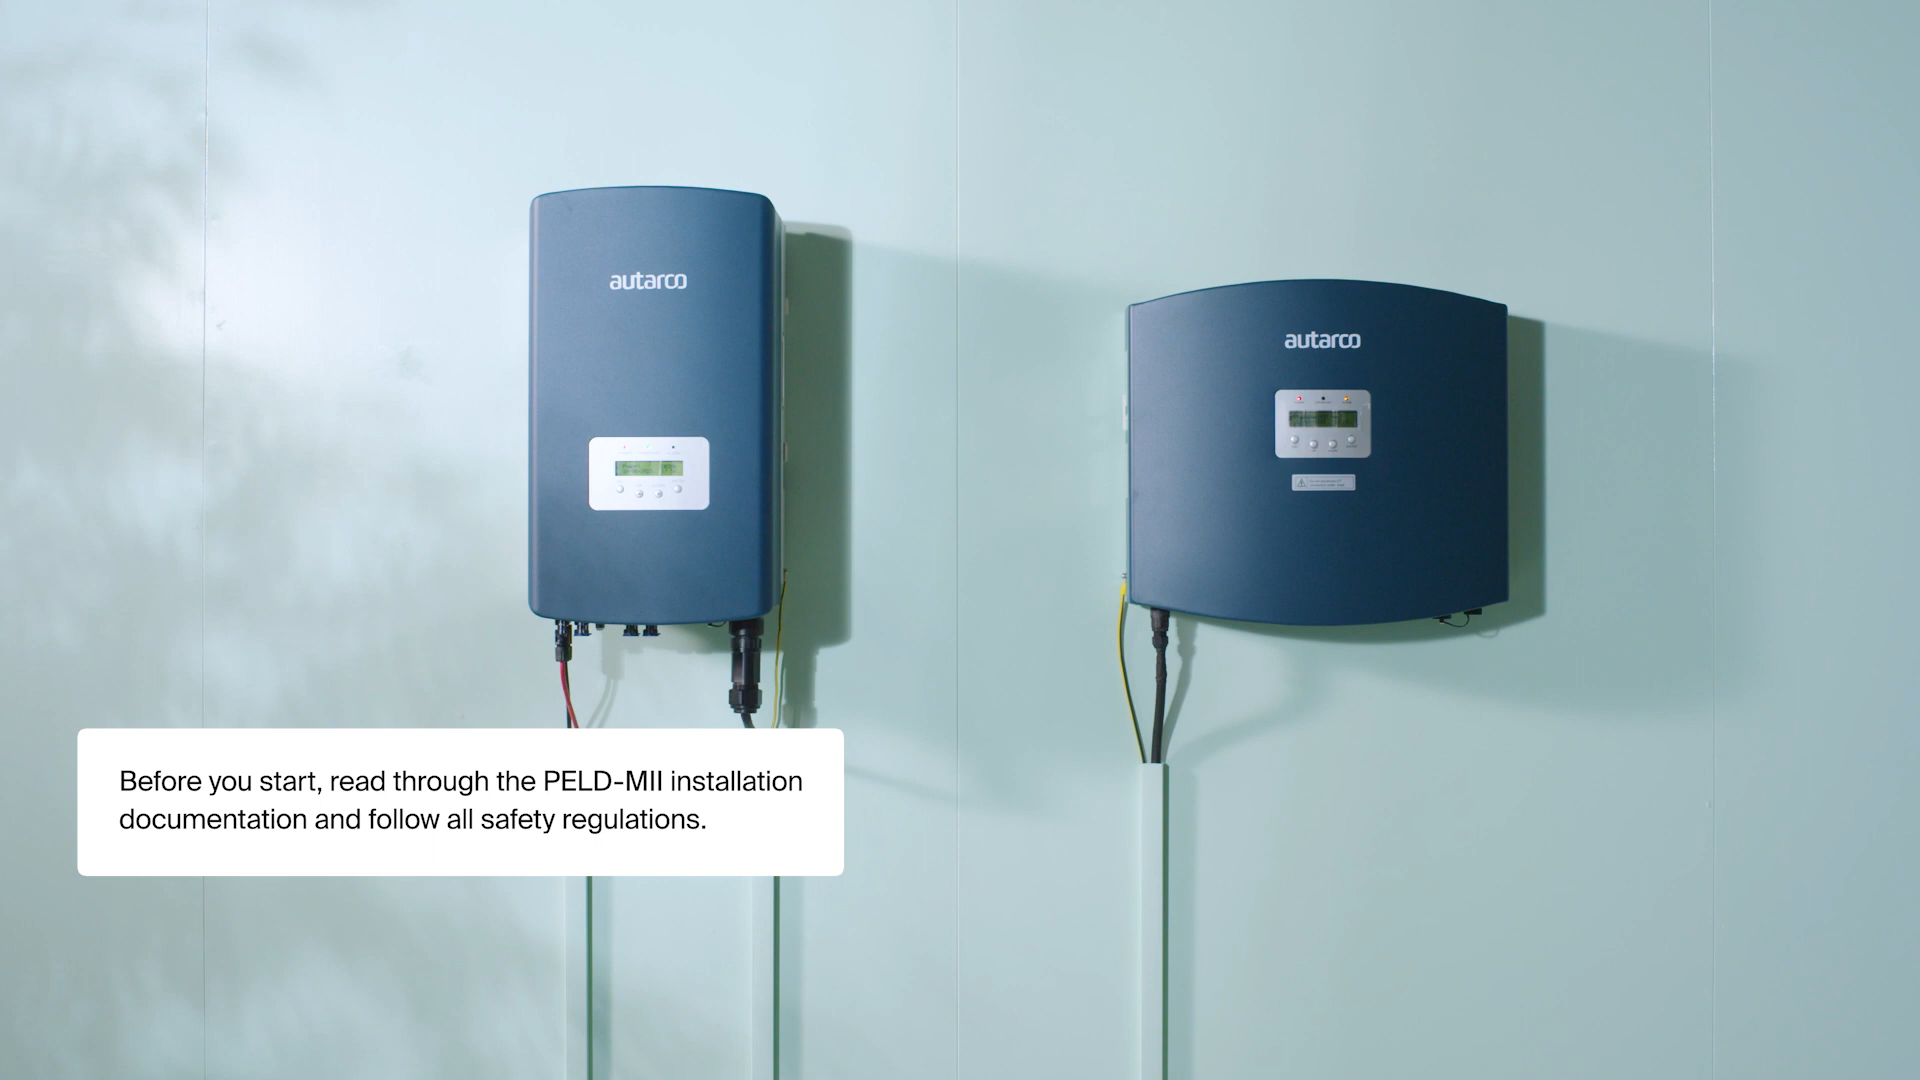 autarco
autarco
Before you start, read through the PELD-MII installation
documentation and follow all safety regulations.